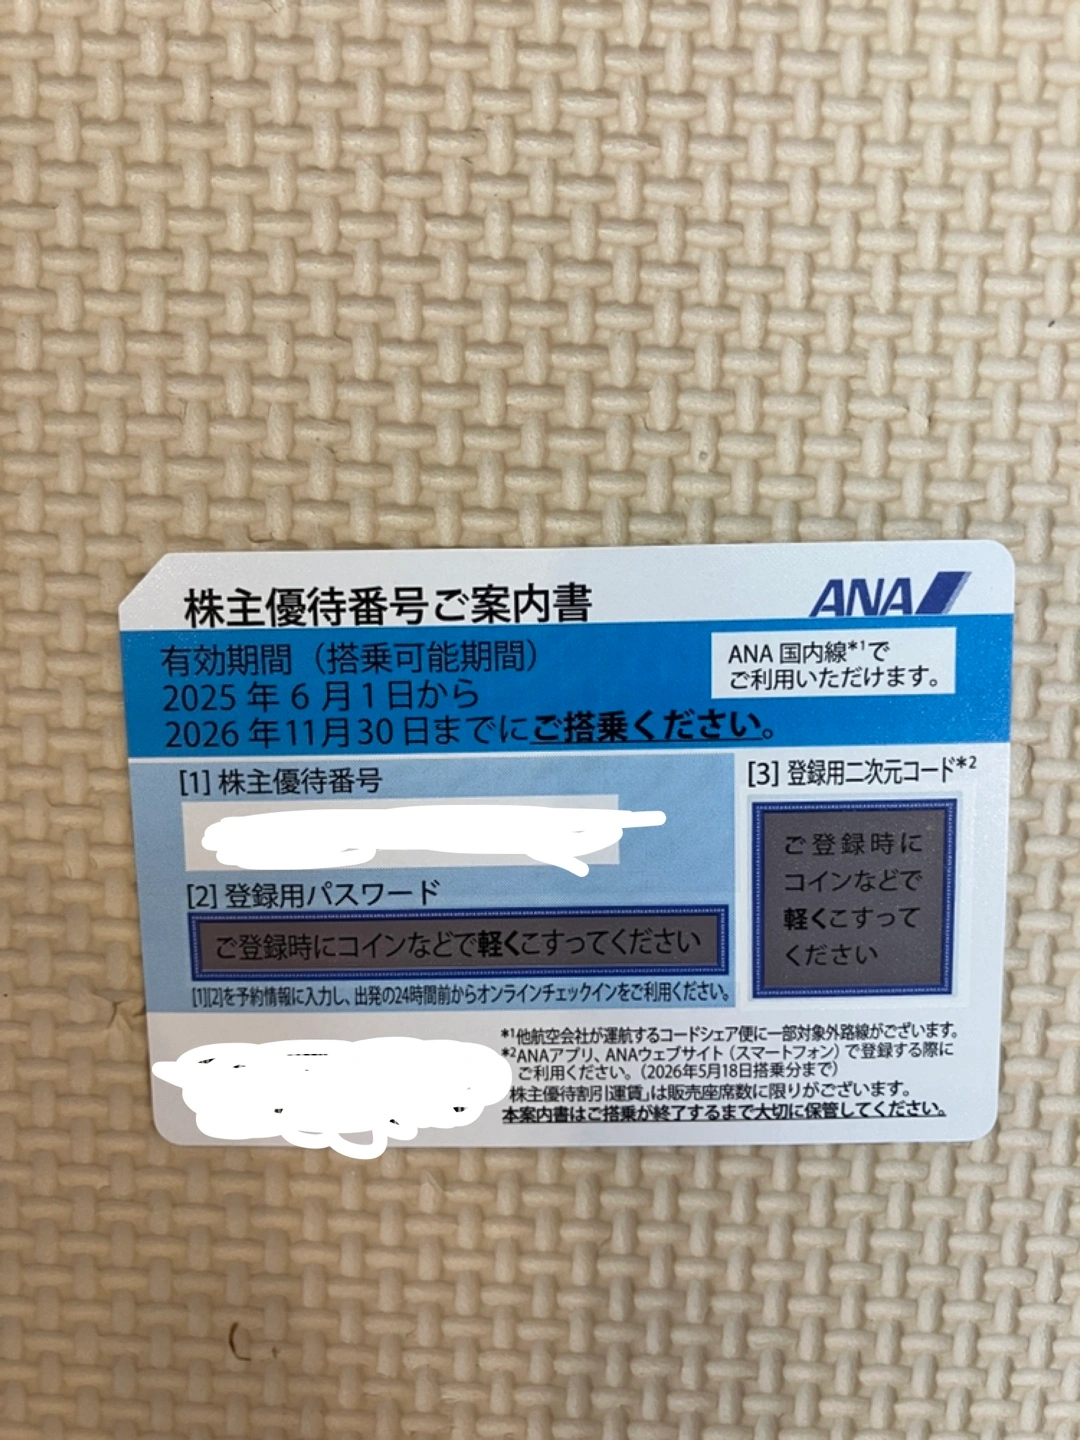 株主優待番号ご案内書
ANA
有効期間（搭乗可能期間）
2025年6月1日から
2026年11月30日までにご搭乗ください。
ANA国内線*1で
ご利用いただけます。
[1] 株主優待番号
[2] 登録用パスワード
ご登録時にコインなどで軽くこすってください
[1][2]を予約情報に入力し、出発の24時間前からオンラインチェックインをご利用ください。
[3] 登録用二次元コード*2
ご登録時に
コインなどで
軽くこすって
ください
*1他航空会社が運航するコードシェア便に一部対象外路線がございます。
*2ANAアプリ、ANAウェブサイト（スマートフォン）で登録する際に
ご利用ください。（2026年5月18日搭乗分まで）
株主優待割引運賃」は販売座席数に限りがございます。
本案内書はご搭乗が終了するまで大切に保管してください。